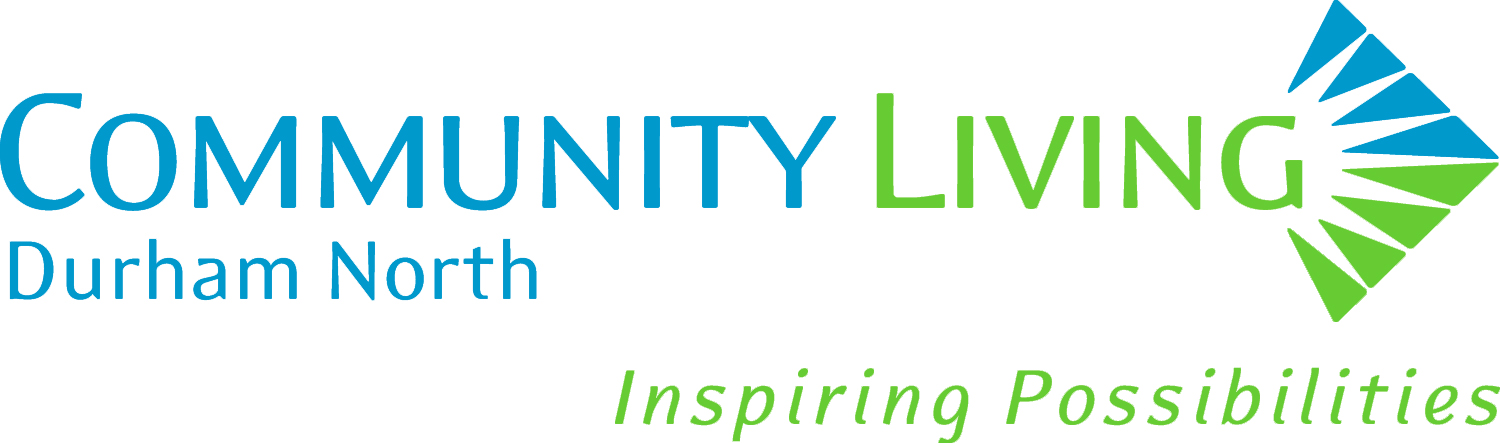 COMMUNITY LIVING
Durham North
Inspiring Possibilities